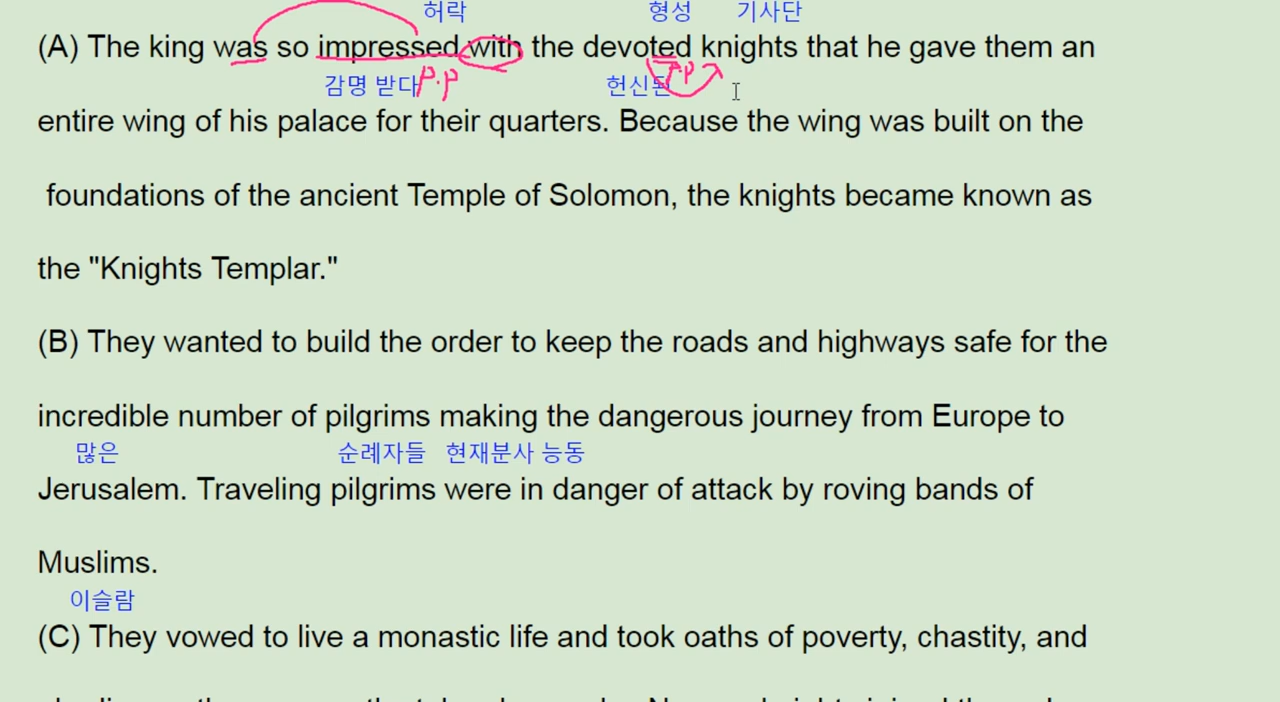 허락 형성 기사단
(A) The king was so impressed with the devoted knights that he gave them an
감명 받다 p.p 헌신된 p.p
entire wing of his palace for their quarters. Because the wing was built on the
foundations of the ancient Temple of Solomon, the knights became known as
the "Knights Templar."
(B) They wanted to build the order to keep the roads and highways safe for the
incredible number of pilgrims making the dangerous journey from Europe to
많은 순례자들 현재분사 능동
Jerusalem. Traveling pilgrims were in danger of attack by roving bands of
Muslims.
이슬람
(C) They vowed to live a monastic life and took oaths of poverty, chastity, and